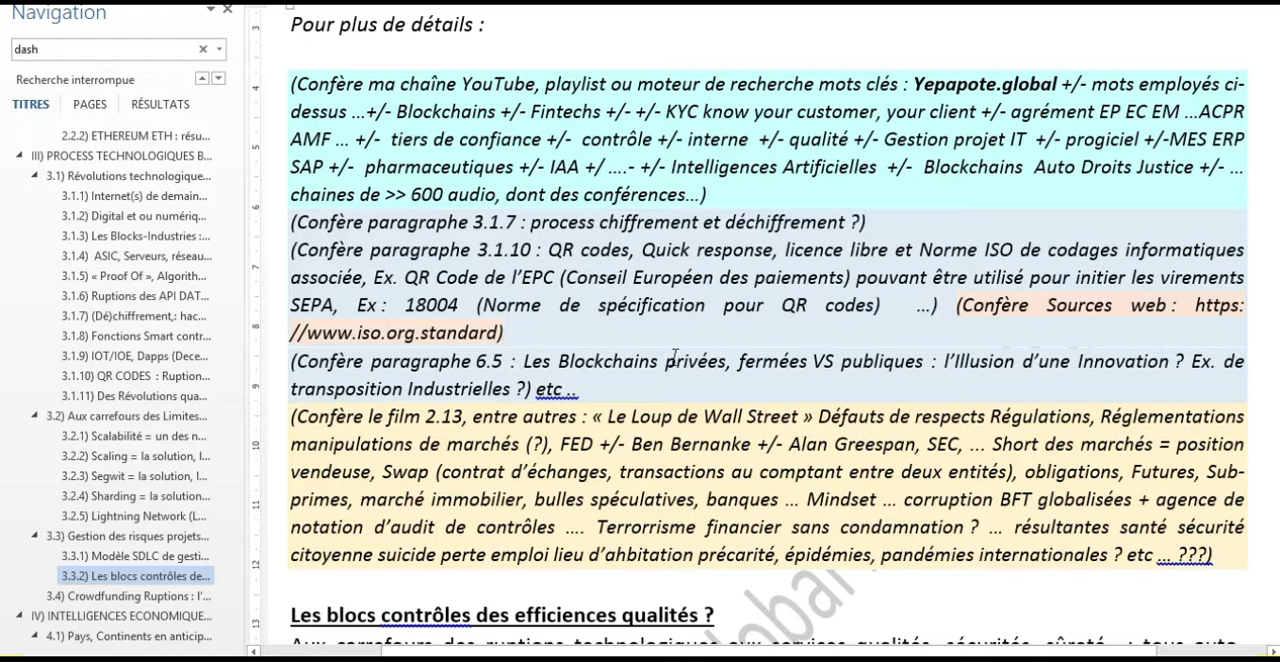 Navigation
dash
Recherche interrompue
TITRES PAGES RÉSULTATS
2.2.2) ETHEREUM ETH : résu...
III) PROCESS TECHNOLOGIQUES B...
3.1) Révolutions technologique...
3.1.1) Internet(s) de demain...
3.1.2) Digital et ou numériq...
3.1.3) Les Blocks-Industries :...
3.1.4) ASIC, Serveurs, réseau...
3.1.5) « Proof Of », Algorith...
3.1.6) Ruptions des API DAT...
3.1.7) (Dé)chiffrement,: hac...
3.1.8) Fonctions Smart contr...
3.1.9) IOT/IOE, Dapps (Dece...
3.1.10) QR CODES : Ruption...
3.1.11) Des Révolutions qua...
3.2) Aux carrefours des Limites...
3.2.1) Scalabilité = un des n...
3.2.2) Scaling = la solution, l...
3.2.3) Segwit = la solution, l...
3.2.4) Sharding = la solution...
3.2.5) Lightning Network (L...
3.3) Gestion des risques projets...
3.3.1) Modèle SDLC de gesti...
3.3.2) Les blocs contrôles de...
3.4) Crowdfunding Ruptions : l'...
IV) INTELLIGENCES ECONOMIQUE...
4.1) Pays, Continents en anticip...
Pour plus de détails :
(Confère ma chaîne YouTube, playlist ou moteur de recherche mots clés : Yepapote.global +/- mots employés ci-
dessus ...+/- Blockchains +/- Fintechs +/- +/- KYC know your customer, your client +/- agrément EP EC EM ...ACPR
AMF ... +/- tiers de confiance +/- contrôle +/- interne +/- qualité +/- Gestion projet IT +/- progiciel +/-MES ERP
SAP +/- pharmaceutiques +/- IAA +/ ....- +/- Intelligences Artificielles +/- Blockchains Auto Droits Justice +/- ...
chaines de >> 600 audio, dont des conférences...)
(Confère paragraphe 3.1.7 : process chiffrement et déchiffrement ?)
(Confère paragraphe 3.1.10 : QR codes, Quick response, licence libre et Norme ISO de codages informatiques
associée, Ex. QR Code de l'EPC (Conseil Européen des paiements) pouvant être utilisé pour initier les virements
SEPA, Ex : 18004 (Norme de spécification pour QR codes) ...) (Confère Sources web : https:
//www.iso.org.standard)
(Confère paragraphe 6.5 : Les Blockchains privées, fermées VS publiques : l'Illusion d'une Innovation ? Ex. de
transposition Industrielles ?) etc ..
(Confère le film 2.13, entre autres : « Le Loup de Wall Street » Défauts de respects Régulations, Réglementations
manipulations de marchés (?), FED +/- Ben Bernanke +/- Alan Greespan, SEC, ... Short des marchés = position
vendeuse, Swap (contrat d'échanges, transactions au comptant entre deux entités), obligations, Futures, Sub-
primes, marché immobilier, bulles spéculatives, banques ... Mindset ... corruption BFT globalisées + agence de
notation d'audit de contrôles .... Terrorrisme financier sans condamnation ? ... résultantes santé sécurité
citoyenne suicide perte emploi lieu d'ahbitation précarité, épidémies, pandémies internationales ? etc ... ???)
Les blocs contrôles des efficiences qualités ?